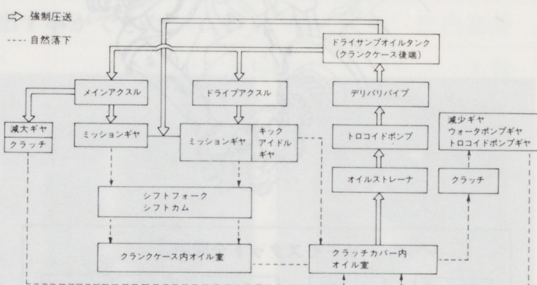 強制圧送
自然落下
ドライサンプオイルタンク
(クランクケース後端)
メインアクスル
ドライブアクスル
デリバリパイプ
減大ギヤ
クラッチ
ミッションギヤ
ミッションギヤ
キック
アイドル
ギヤ
トロコイドポンプ
減少ギヤ
ウォータポンプギヤ
トロコイドポンプギヤ
オイルストレーナ
クラッチ
シフトフォーク
シフトカム
クランクケース内オイル室
クラッチカバー内
オイル室